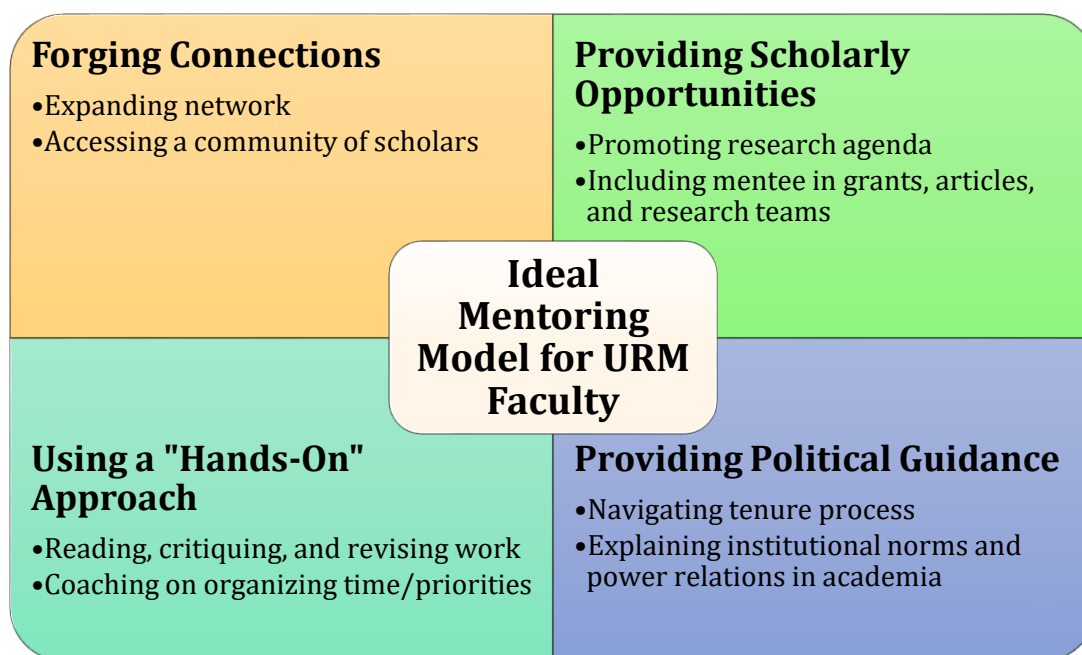 Forging Connections
•Expanding network
•Accessing a community of scholars
Providing Scholarly
Opportunities
•Promoting research agenda
•Including mentee in grants, articles,
and research teams
Ideal
Mentoring
Model for URM
Faculty
Using a "Hands-On"
Approach
•Reading, critiquing, and revising work
•Coaching on organizing time/priorities
Providing Political Guidance
•Navigating tenure process
•Explaining institutional norms and
power relations in academia